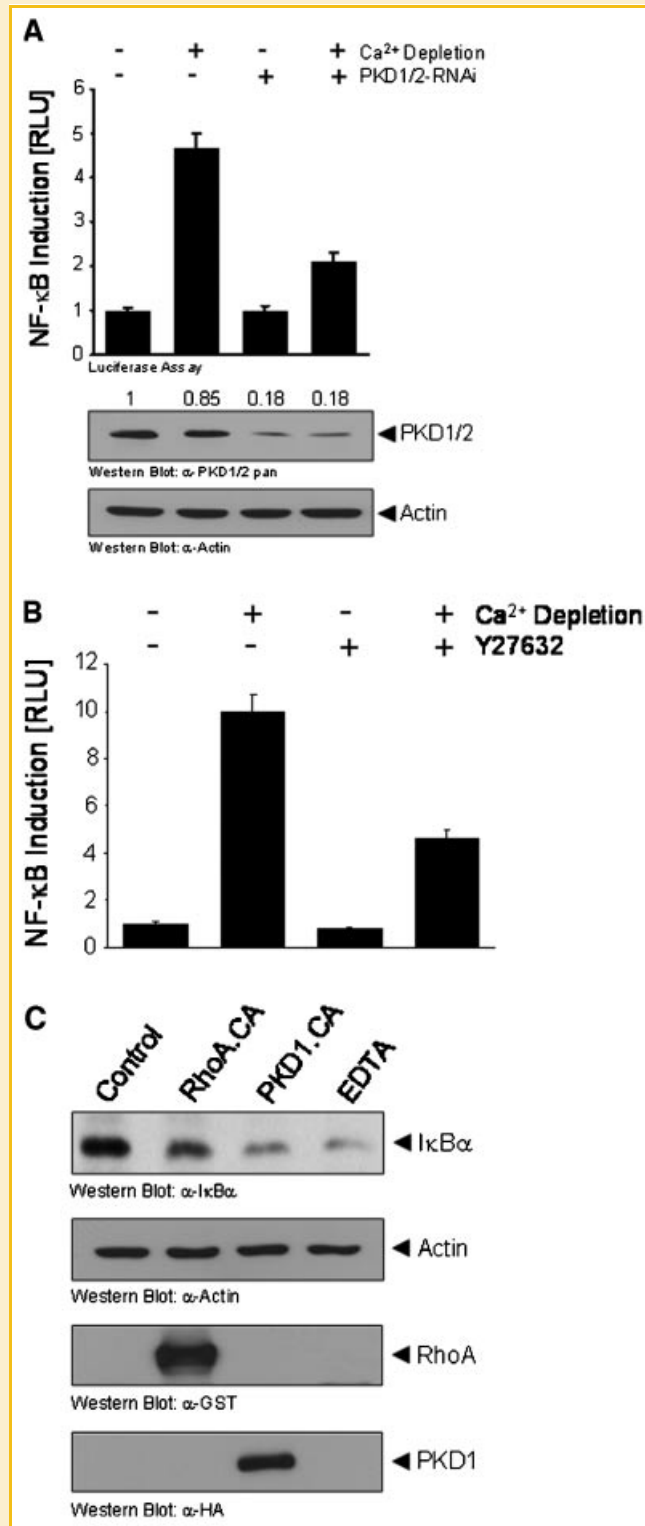 A
- + - + Ca²⁺ Depletion
- - + + PKD1/2-RNAi
NF-κB Induction [RLU]
6
5
4
3
2
1
0
Luciferase Assay
1 0.85 0.18 0.18
◄PKD1/2
Western Blot: α-PKD1/2 pan
◄Actin
Western Blot: α-Actin
B
- + - + Ca²⁺ Depletion
- - + + Y27632
NF-κB Induction [RLU]
12
10
8
6
4
2
0
C
Control RhoA.CA PKD1.CA EDTA
◄IκBα
Western Blot: α-IκBα
◄Actin
Western Blot: α-Actin
◄RhoA
Western Blot: α-GST
◄PKD1
Western Blot: α-HA